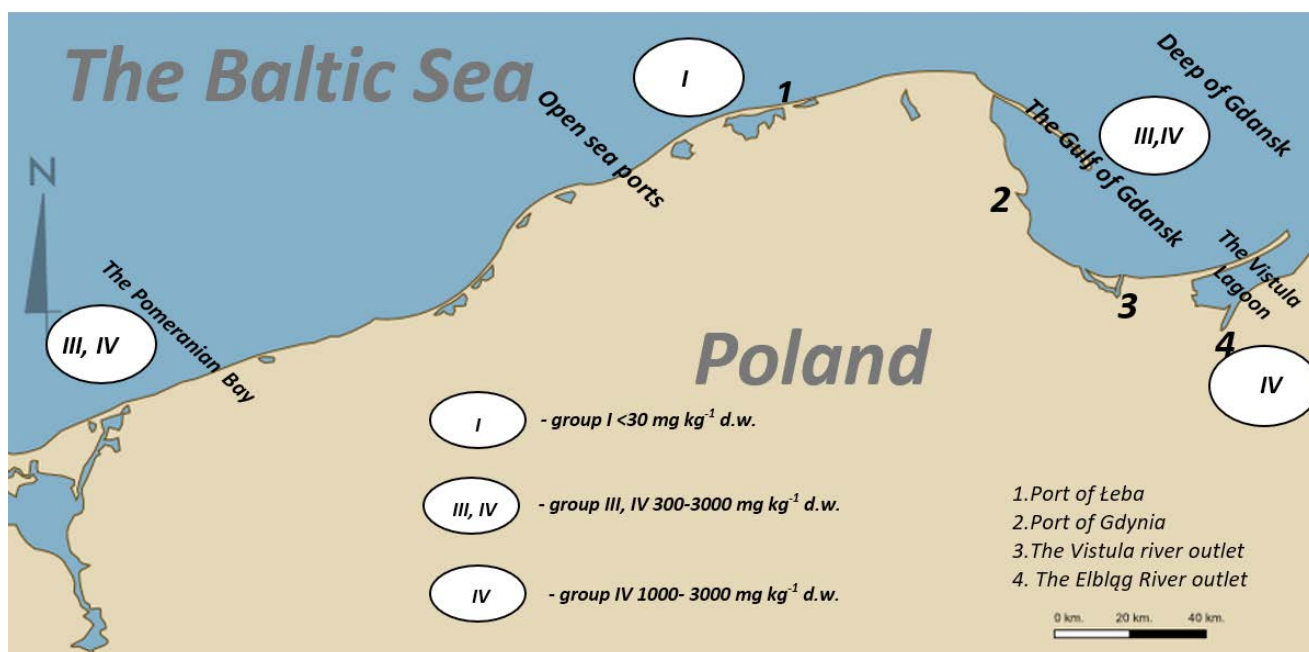 The Baltic Sea
I
1
Open sea ports
Deep of Gdansk
III,IV
The Gulf of Gdansk
2
N
The Vistula
Lagoon
3
4
IV
The Pomeranian Bay
III, IV
Poland
I - group I <30 mg kg⁻¹ d.w.
III, IV - group III, IV 300-3000 mg kg⁻¹ d.w.
IV - group IV 1000- 3000 mg kg⁻¹ d.w.
1.Port of Łeba
2.Port of Gdynia
3.The Vistula river outlet
4. The Elbląg River outlet
0 km. 20 km. 40 km.